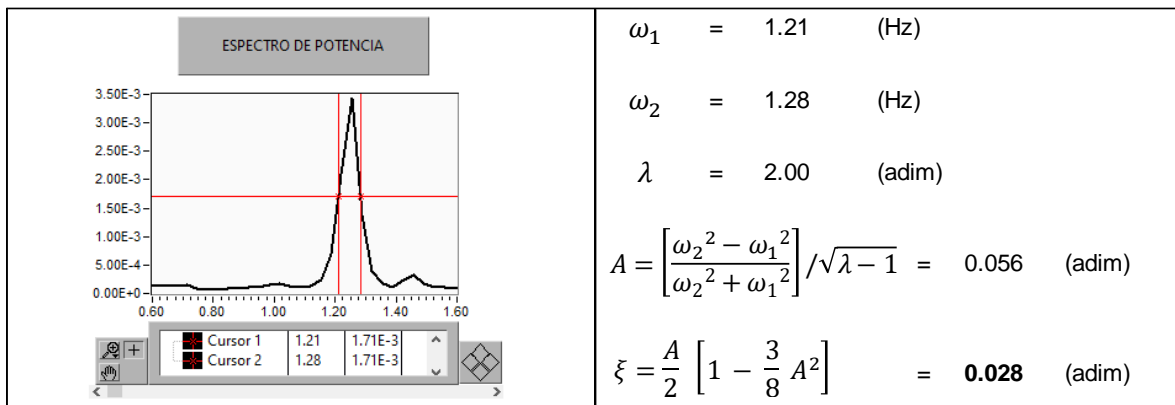 ESPECTRO DE POTENCIA
3.50E-3
3.00E-3
2.50E-3
2.00E-3
1.50E-3
1.00E-3
5.00E-4
0.00E+0
0.60 0.80 1.00 1.20 1.40 1.60
Cursor 1 1.21 1.71E-3
Cursor 2 1.28 1.71E-3
ω₁ = 1.21 (Hz)
ω₂ = 1.28 (Hz)
λ = 2.00 (adim)
A = [(ω₂² − ω₁²) / (ω₂² + ω₁²)] / √(λ − 1) = 0.056 (adim)
ξ = A/2 [1 − 3/8 A²] = 0.028 (adim)